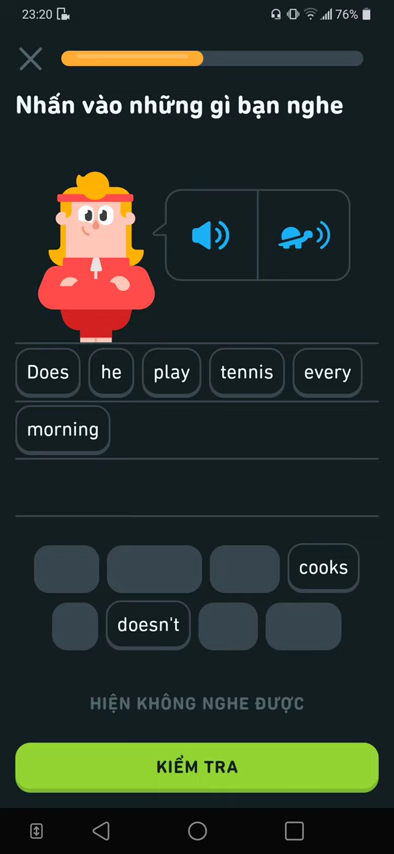 23:20 76%
Nhấn vào những gì bạn nghe
Does he play tennis every
morning
cooks
doesn't
HIỆN KHÔNG NGHE ĐƯỢC
KIỂM TRA